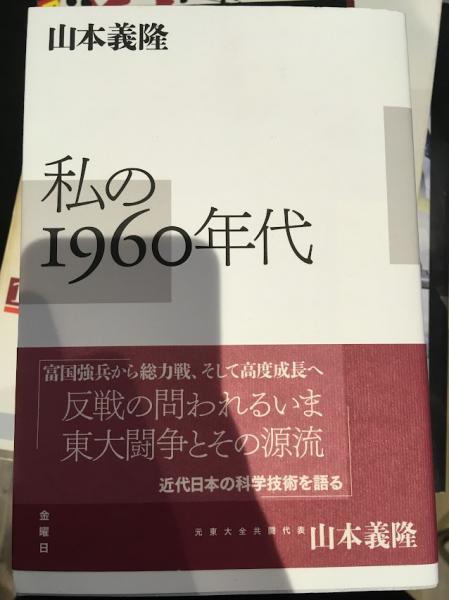 山本義隆
私の
1960年代
富国強兵から総力戦、そして高度成長へ
反戦の問われるいま
東大闘争とその源流
近代日本の科学技術を語る
金曜日
元東大全共闘代表 山本義隆